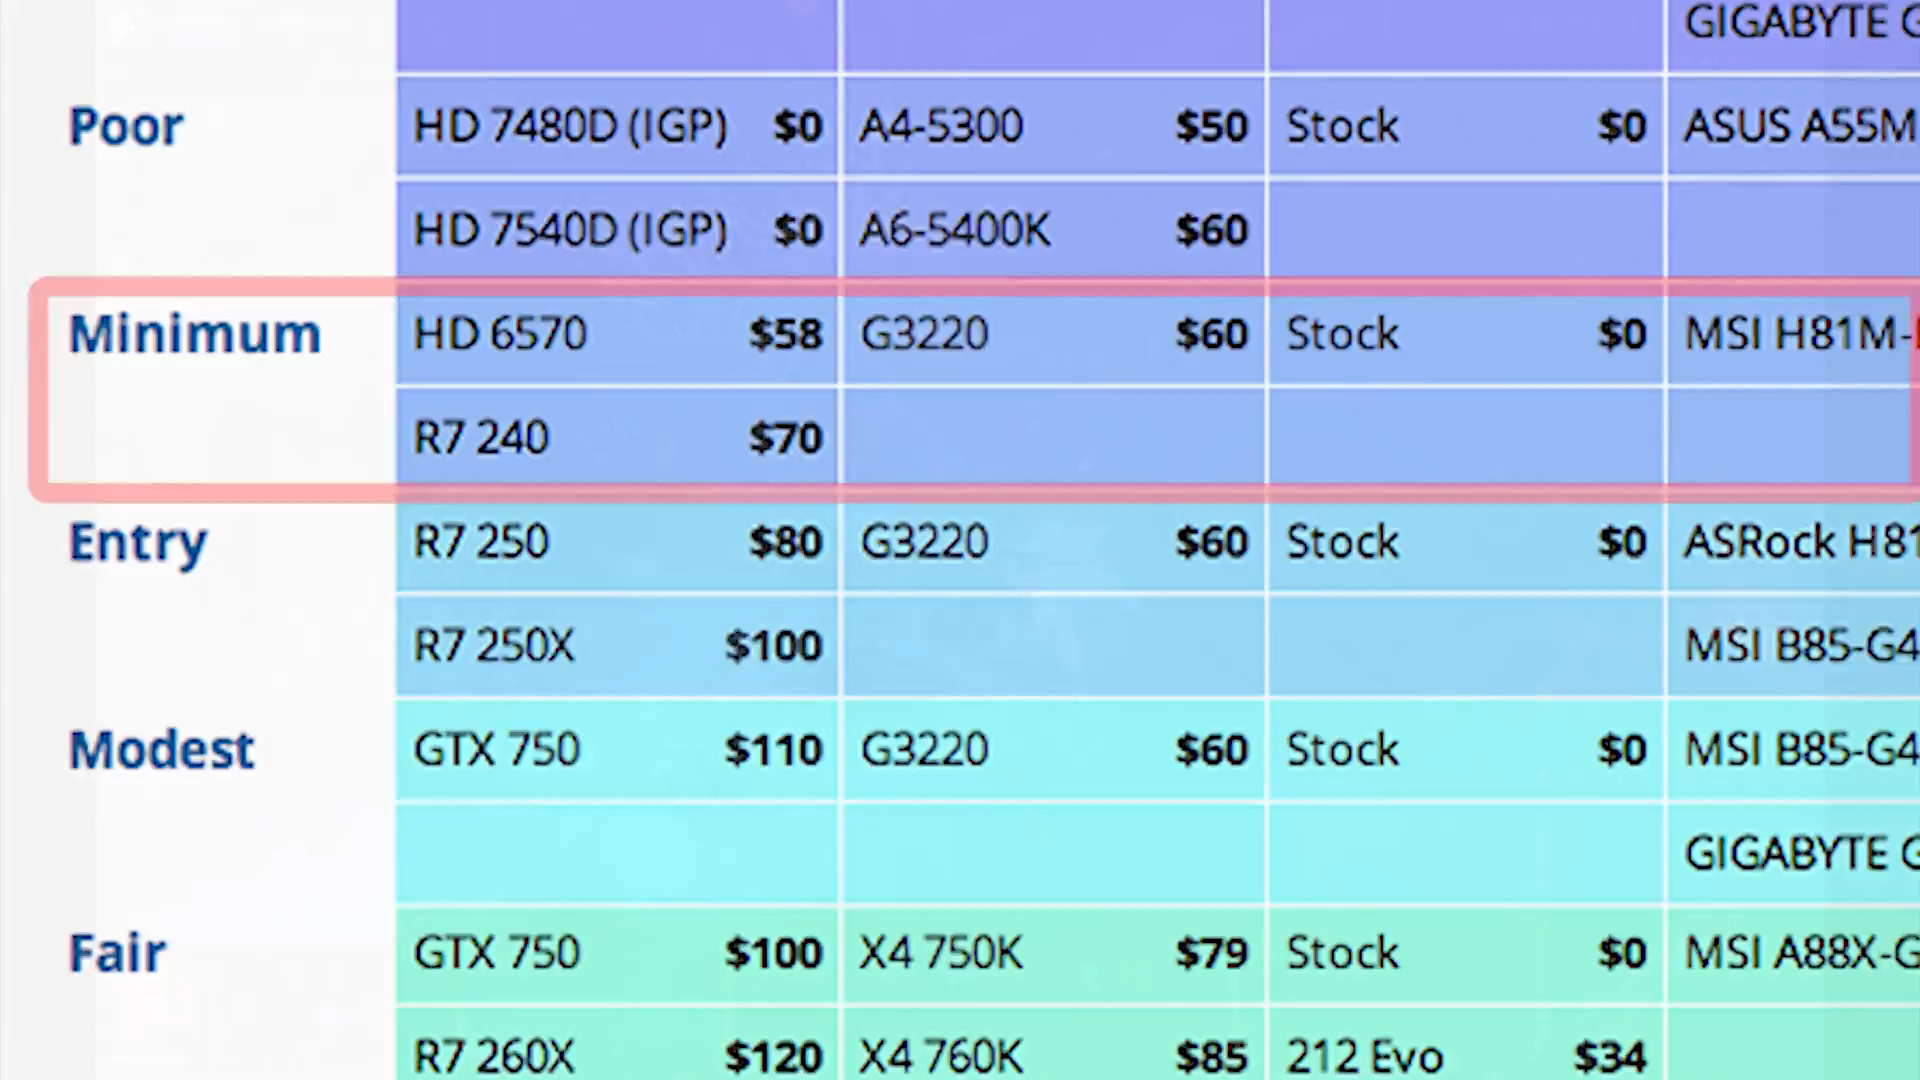 GIGABYTE G
Poor HD 7480D (IGP) $0 A4-5300 $50 Stock $0 ASUS A55M
HD 7540D (IGP) $0 A6-5400K $60
Minimum HD 6570 $58 G3220 $60 Stock $0 MSI H81M-
R7 240 $70
Entry R7 250 $80 G3220 $60 Stock $0 ASRock H81
R7 250X $100 MSI B85-G4
Modest GTX 750 $110 G3220 $60 Stock $0 MSI B85-G4
GIGABYTE G
Fair GTX 750 $100 X4 750K $79 Stock $0 MSI A88X-G
R7 260X $120 X4 760K $85 212 Evo $34